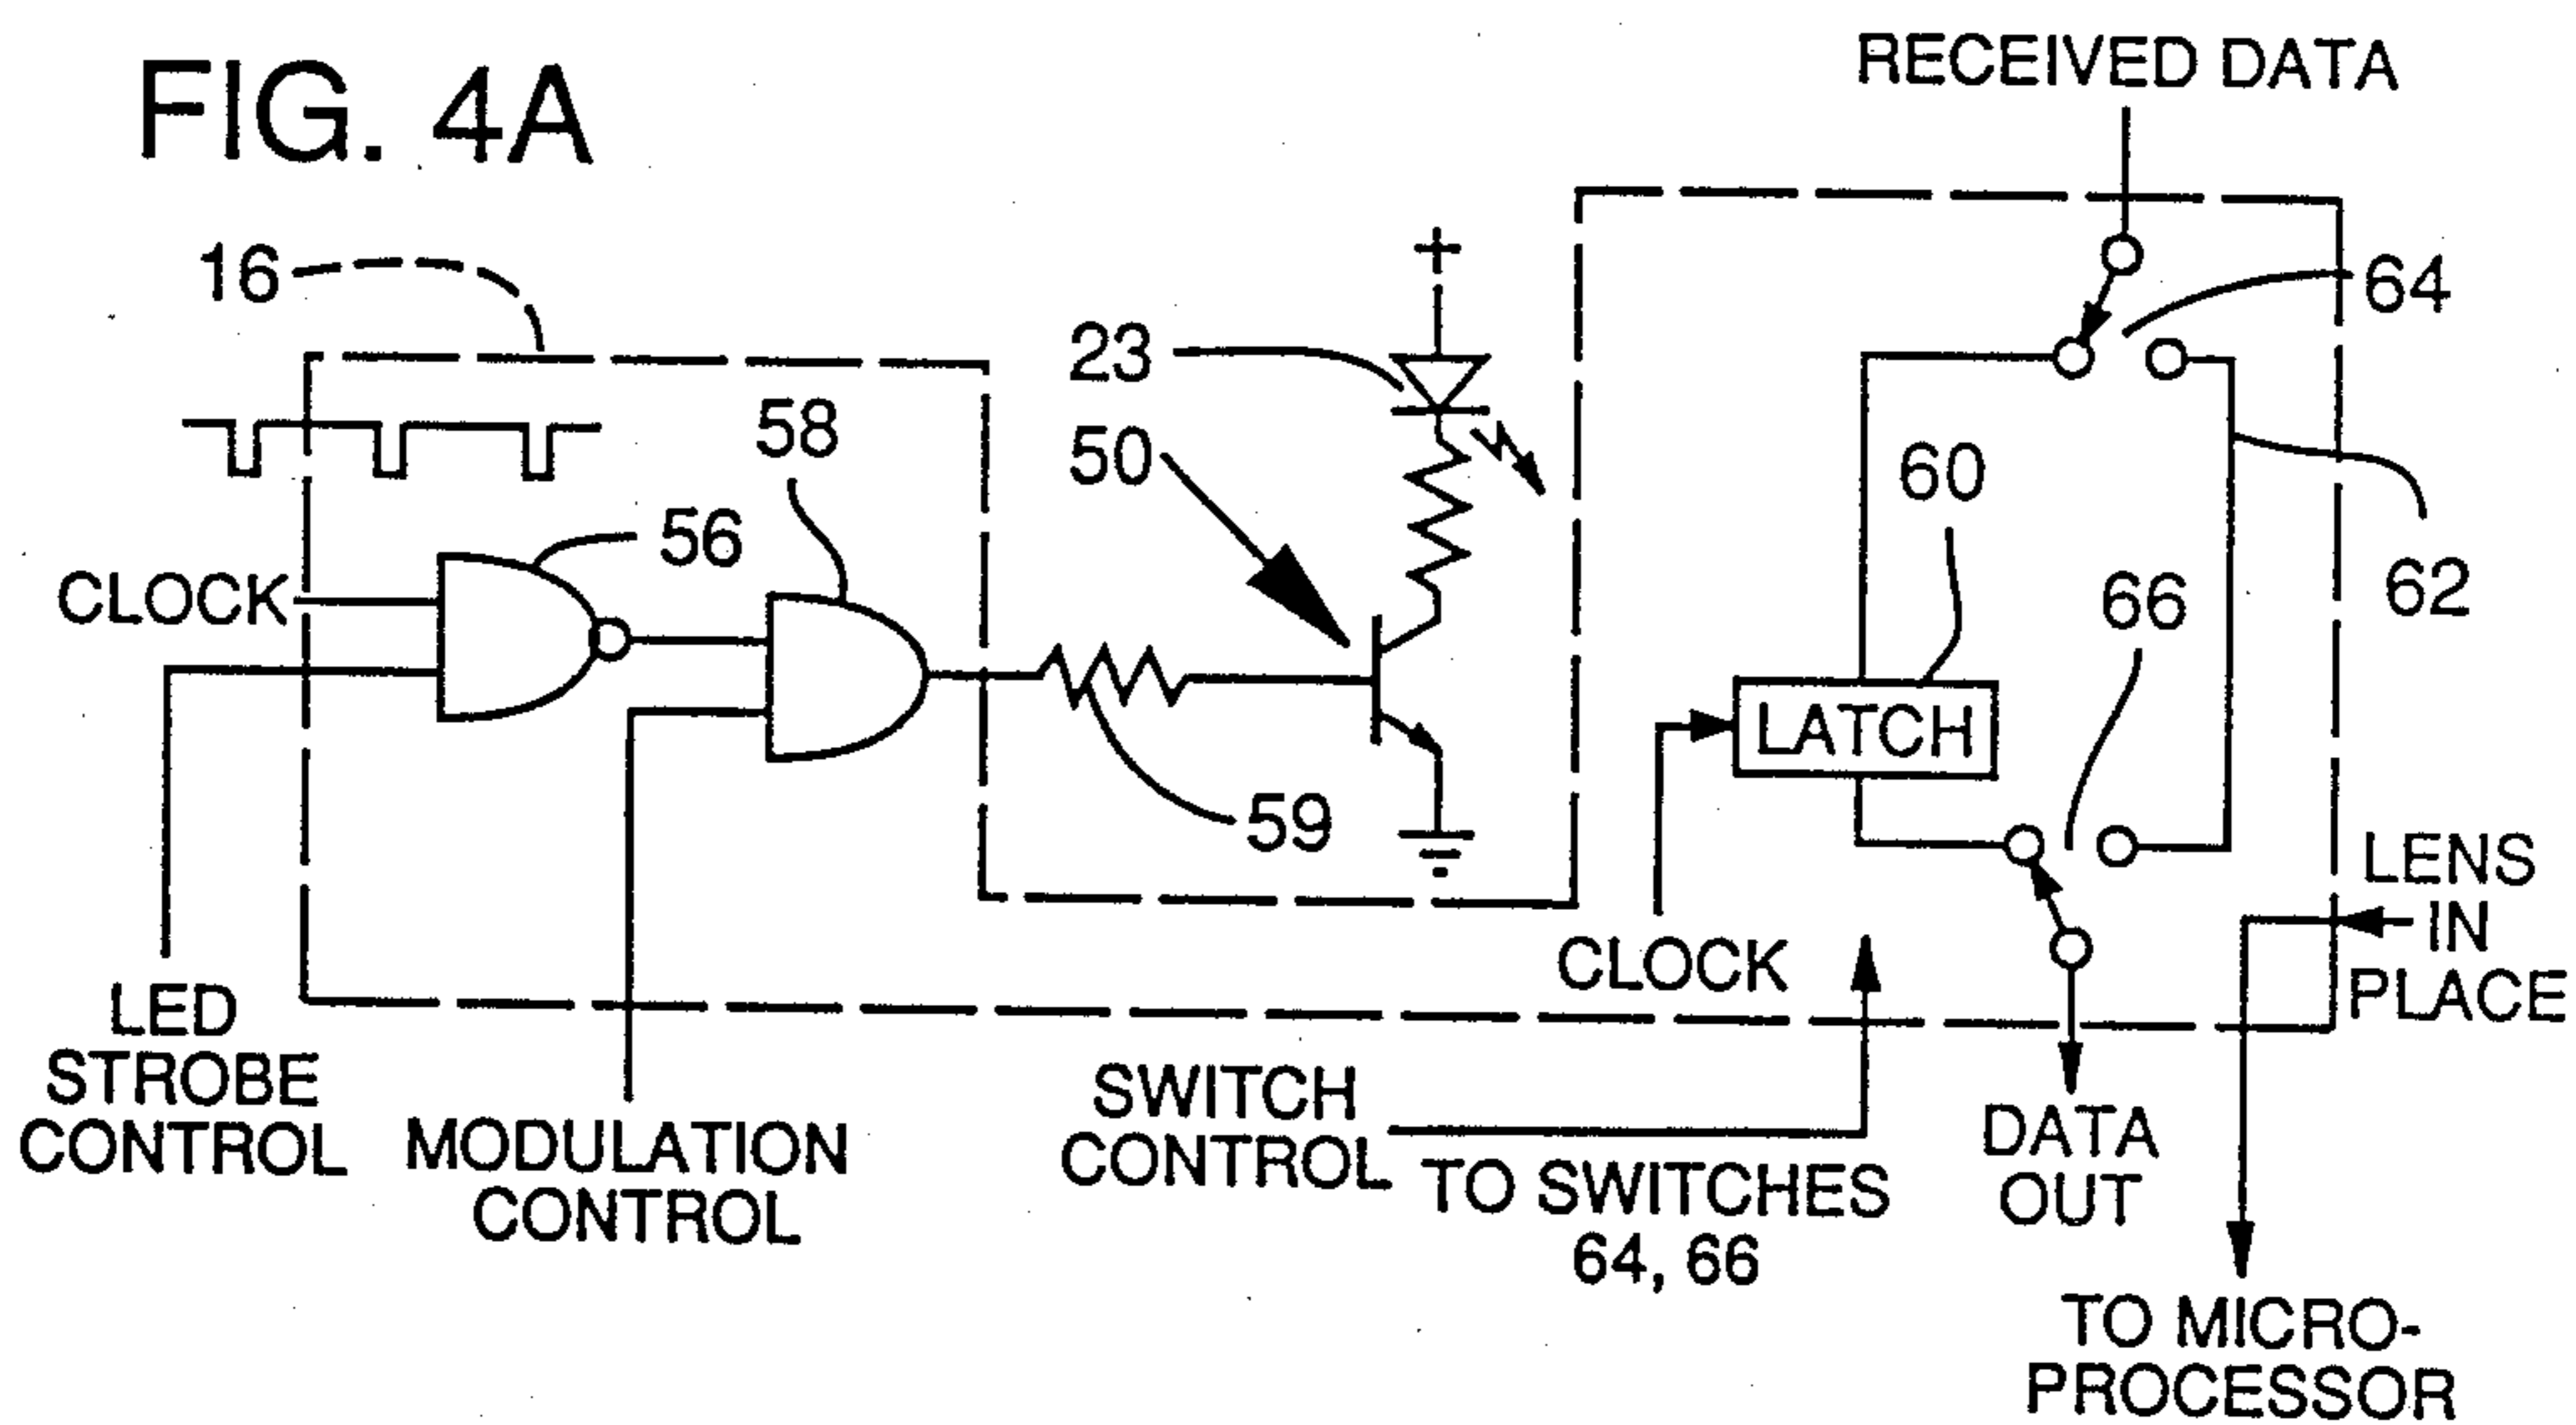 FIG. 4A
RECEIVED DATA
16
64
23
58
50
60
56
CLOCK
62
66
LATCH
59
LENS
IN
PLACE
CLOCK
LED
STROBE
CONTROL
MODULATION
CONTROL
SWITCH
CONTROL
TO SWITCHES
64, 66
DATA
OUT
TO MICRO-
PROCESSOR